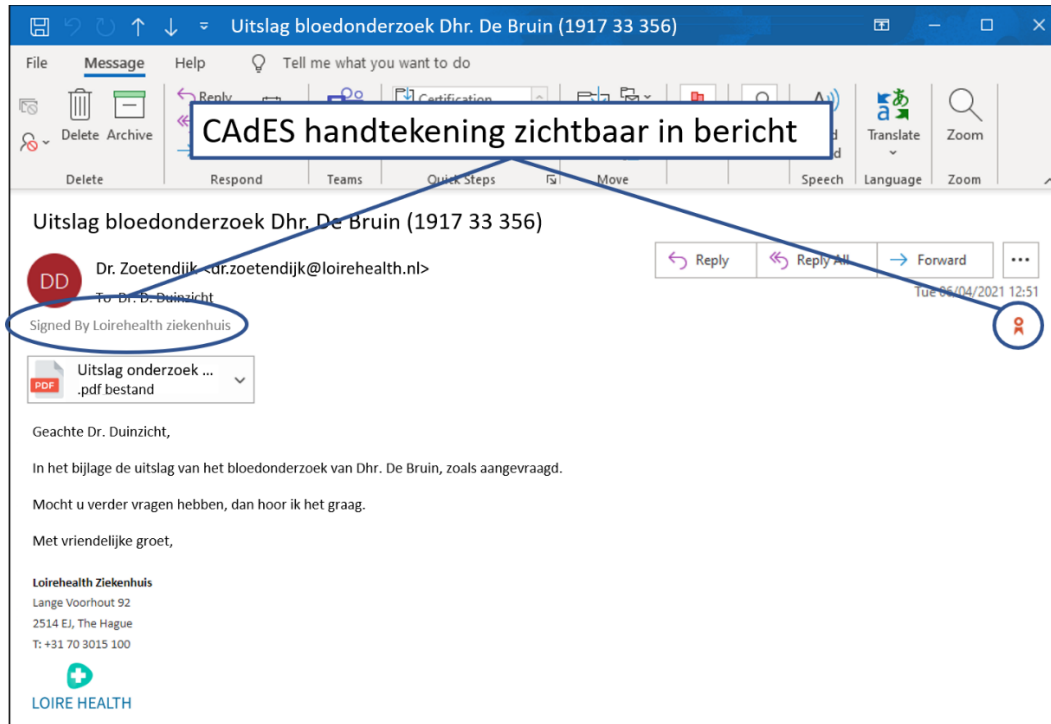 Uitslag bloedonderzoek Dhr. De Bruin (1917 33 356)
File Message Help Tell me what you want to do
CAdES handtekening zichtbaar in bericht
Reply
Certification
Delete Archive
Translate
Zoom
Delete Respond Teams Quick Steps Move Speech Language Zoom
Uitslag bloedonderzoek Dhr. De Bruin (1917 33 356)
DD
Dr. Zoetendijk <dr.zoetendijk@loirehealth.nl>
To Dr. D. Duinzicht
Reply Reply All Forward
Tue 06/04/2021 12:51
Signed By Loirehealth ziekenhuis
PDF
Uitslag onderzoek ...
.pdf bestand
Geachte Dr. Duinzicht,
In het bijlage de uitslag van het bloedonderzoek van Dhr. De Bruin, zoals aangevraagd.
Mocht u verder vragen hebben, dan hoor ik het graag.
Met vriendelijke groet,
Loirehealth Ziekenhuis
Lange Voorhout 92
2514 EJ, The Hague
T: +31 70 3015 100
LOIRE HEALTH